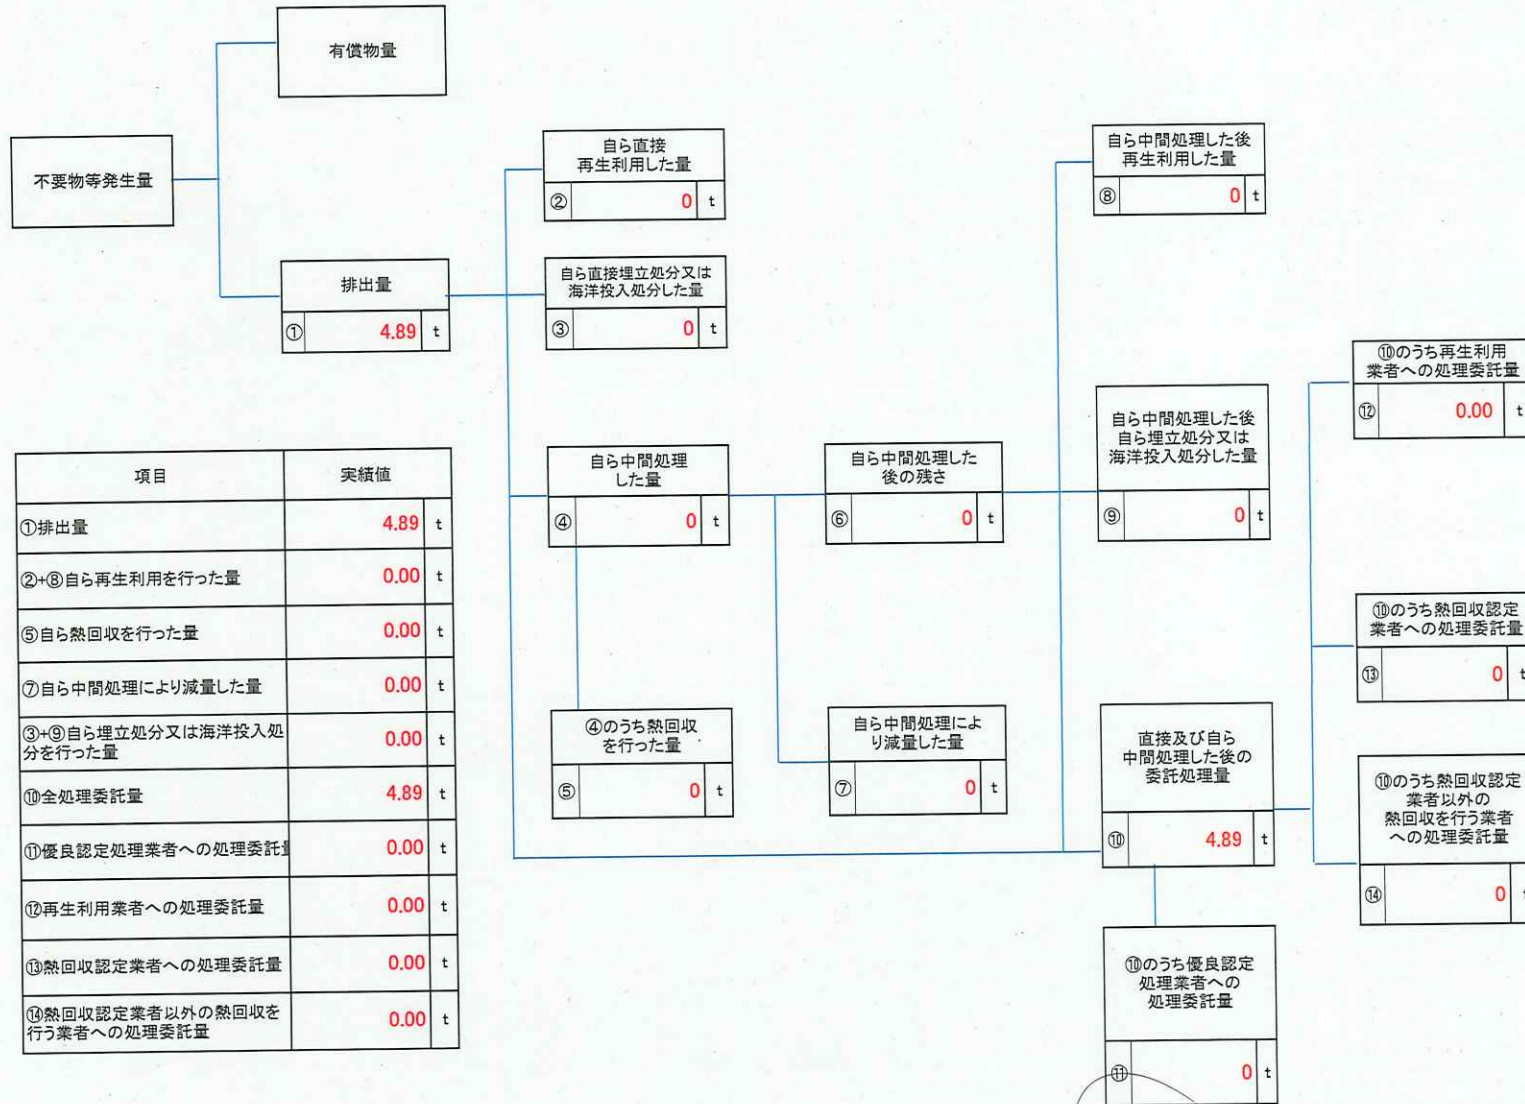 有償物量
不要物等発生量
排出量
① 4.89 t
自ら直接
再生利用した量
② 0 t
自ら直接埋立処分又は
海洋投入処分した量
③ 0 t
自ら中間処理
した量
④ 0 t
④のうち熱回収
を行った量
⑤ 0 t
自ら中間処理した
後の残さ
⑥ 0 t
自ら中間処理によ
り減量した量
⑦ 0 t
自ら中間処理した後
再生利用した量
⑧ 0 t
自ら中間処理した後
自ら埋立処分又は
海洋投入処分した量
⑨ 0 t
直接及び自ら
中間処理した後の
委託処理量
⑩ 4.89 t
⑩のうち優良認定
処理業者への
処理委託量
⑪ 0 t
⑩のうち再生利用
業者への処理委託量
⑫ 0.00 t
⑩のうち熱回収認定
業者への処理委託量
⑬ 0 t
⑩のうち熱回収認定
業者以外の
熱回収を行う業者
への処理委託量
⑭ 0 t
項目 実績値
①排出量 4.89 t
②+⑧自ら再生利用を行った量 0.00 t
⑤自ら熱回収を行った量 0.00 t
⑦自ら中間処理により減量した量 0.00 t
③+⑨自ら埋立処分又は海洋投入処
分を行った量 0.00 t
⑩全処理委託量 4.89 t
⑪優良認定処理業者への処理委託 0.00 t
⑫再生利用業者への処理委託量 0.00 t
⑬熱回収認定業者への処理委託量 0.00 t
⑭熱回収認定業者以外の熱回収を
行う業者への処理委託量 0.00 t